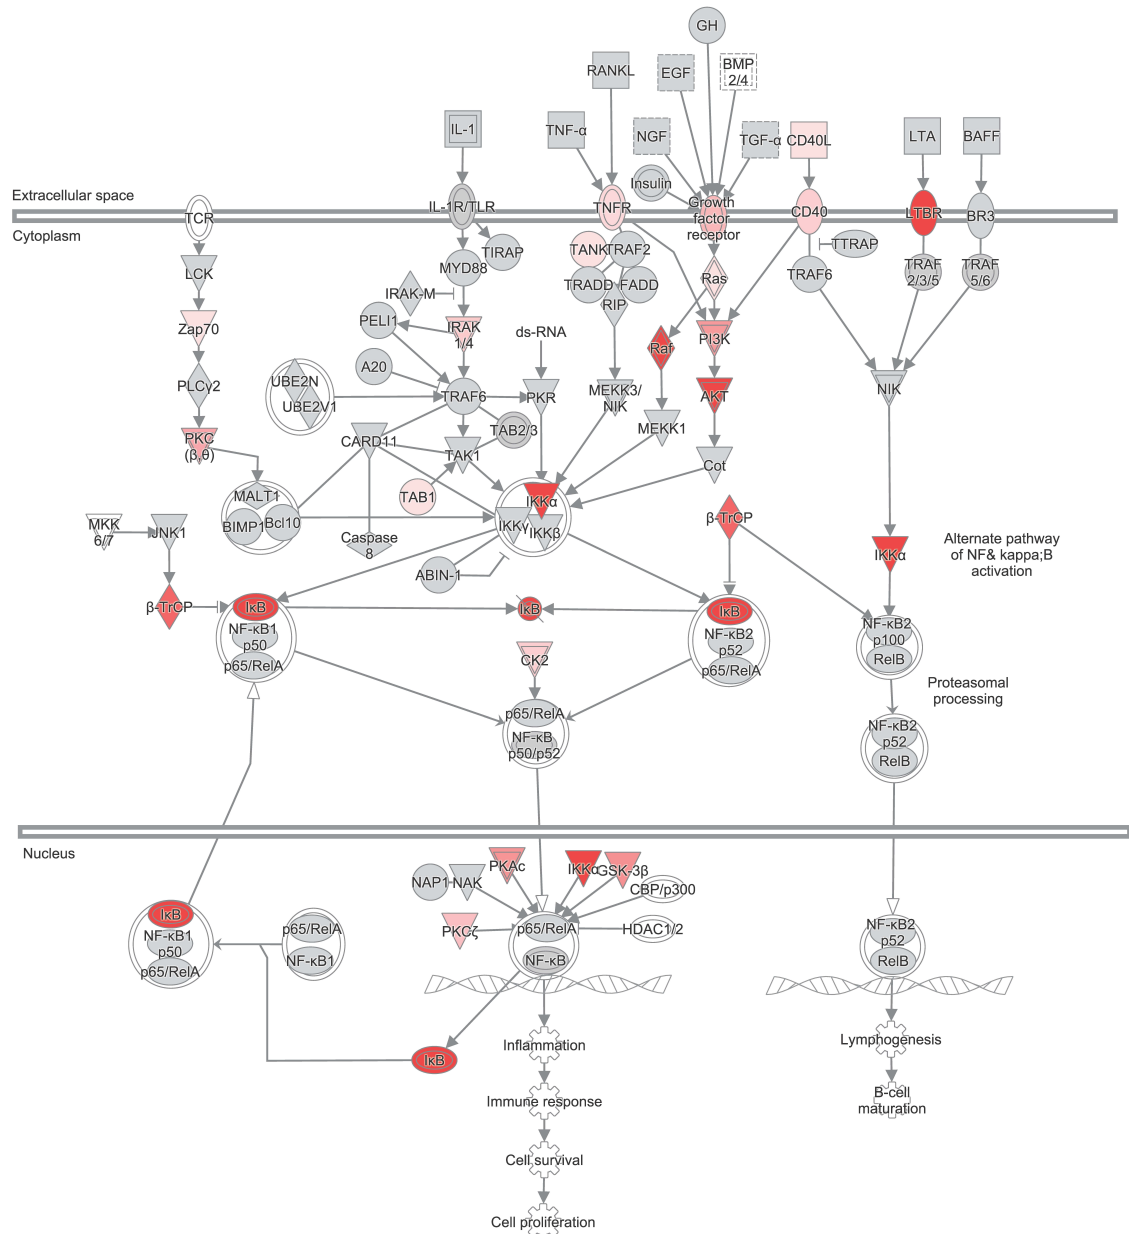 GH
RANKL
EGF
BMP
2/4
IL-1
TNF-α
NGF
TGF-α
CD40L
LTA
BAFF
Insulin
Extracellular space
TCR
IL-1R/TLR
TNFR
Growth
factor
receptor
CD40
LTBR
BR3
Cytoplasm
LCK
MYD88
TIRAP
TANK
TRAF2
TRADD
FADD
RIP
Ras
TTRAP
TRAF6
TRAF
2/3/5
TRAF
5/6
IRAK-M
Zap70
PELI1
IRAK
1/4
ds-RNA
Raf
PI3K
A20
PLCγ2
UBE2N
UBE2V1
TRAF6
PKR
MEKK3/
NIK
AKT
NIK
PKC
(β,θ)
CARD11
TAB2/3
TAK1
MEKK1
Cot
MALT1
BIMP1
Bcl10
TAB1
IKKα
IKKγ
IKKβ
β-TrCP
MKK
6/7
JNK1
Caspase
8
ABIN-1
IKKα
Alternate pathway
of NF& kappa;B
activation
β-TrCP
IκB
NF-κB1
p50
p65/RelA
IκB
IκB
NF-κB2
p52
p65/RelA
NF-κB2
p100
RelB
CK2
Proteasomal
processing
p65/RelA
NF-κB
p50/p52
NF-κB2
p52
RelB
Nucleus
NAP1
NAK
PKAc
IKKα
GSK-3β
CBP/p300
PKCζ
p65/RelA
NF-κB
HDAC1/2
IκB
NF-κB1
p50
p65/RelA
p65/RelA
NF-κB1
NF-κB2
p52
RelB
IκB
Inflammation
Immune response
Cell survival
Cell proliferation
Lymphogenesis
B-cell
maturation